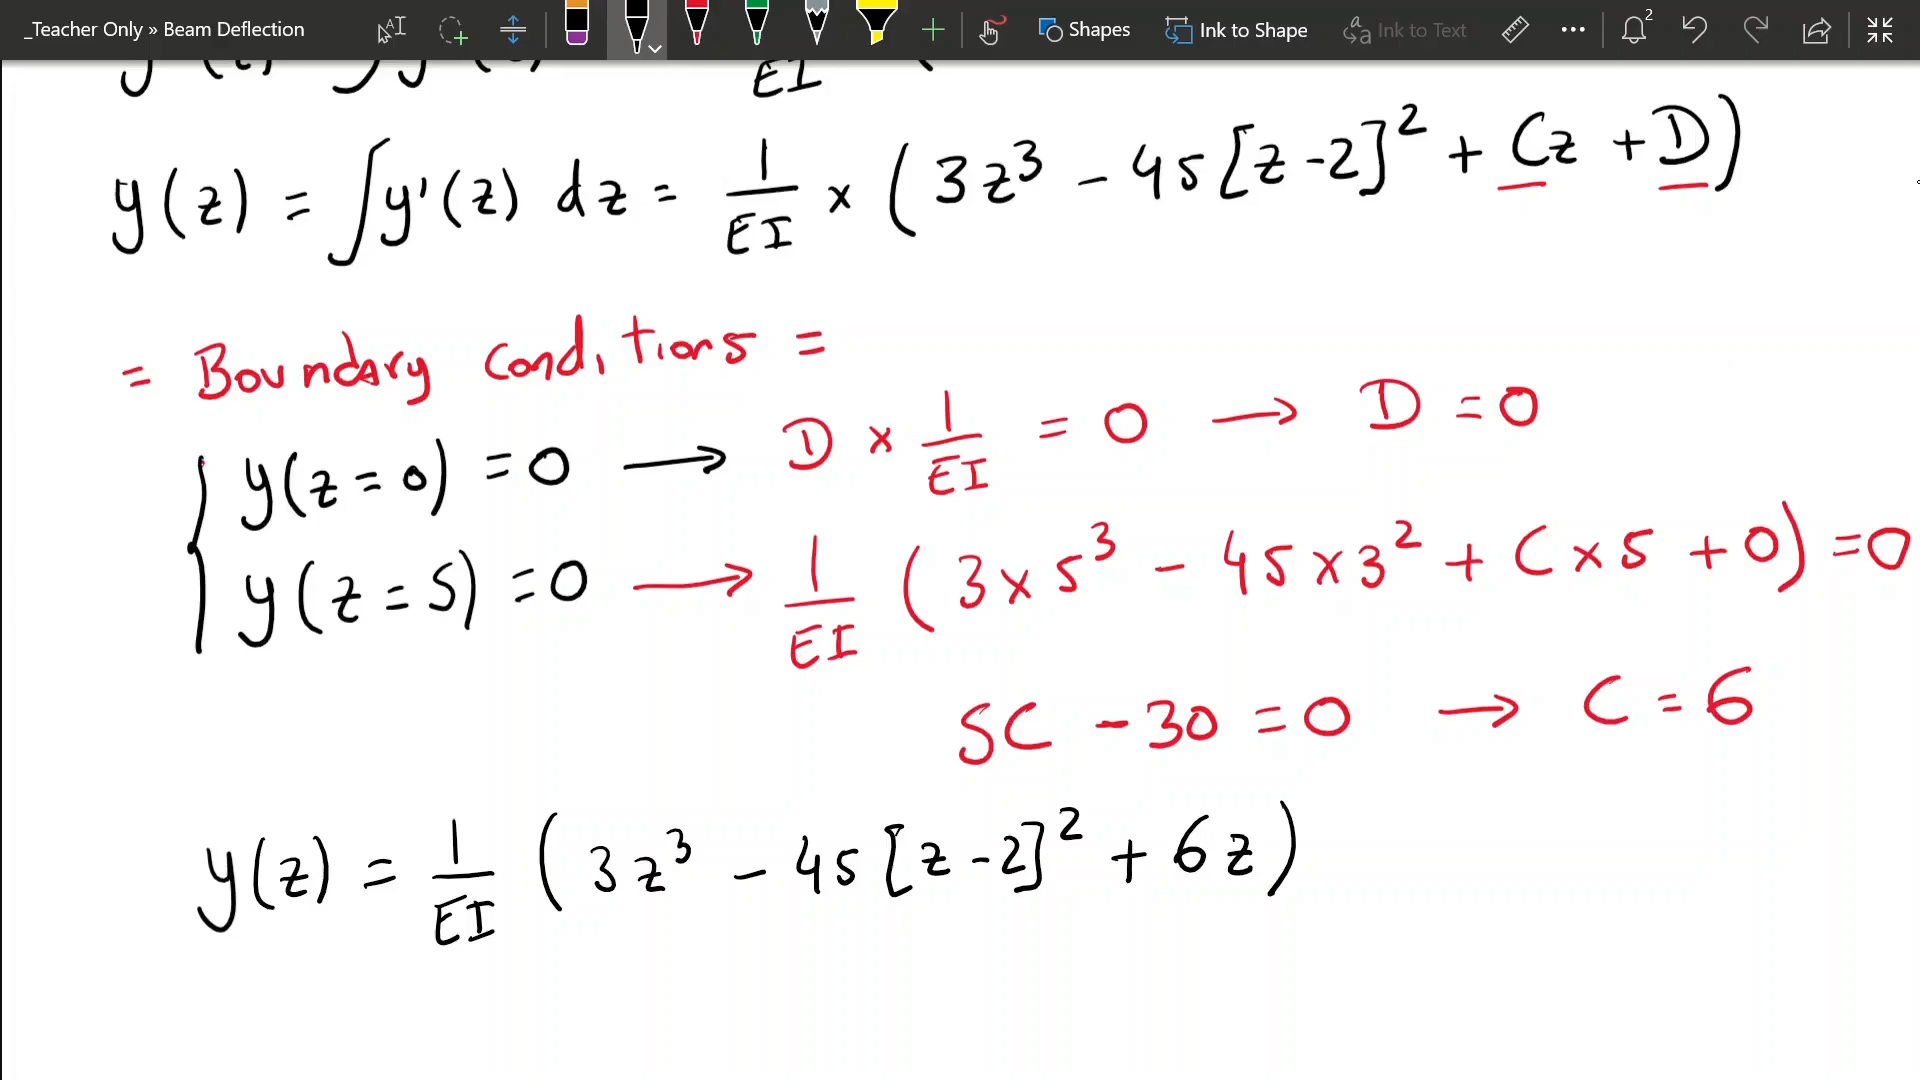 _Teacher Only » Beam Deflection
Shapes
Ink to Shape
Ink to Text
2
EI
y(z) = ∫y'(z) dz = 1/EI × (3z³ - 45[z-2]² + Cz + D)
= Boundary Conditions =
y(z=0) = 0 → D × 1/EI = 0 → D = 0
y(z=5) = 0 → 1/EI (3×5³ - 45×3² + C×5 + 0) = 0
5C - 30 = 0 → C = 6
y(z) = 1/EI (3z³ - 45[z-2]² + 6z)